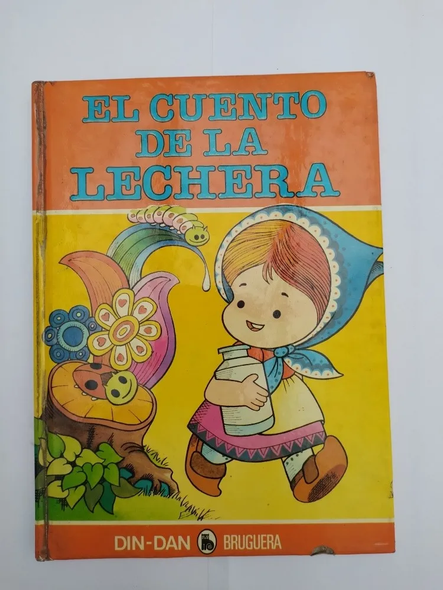 EL CUENTO
DE LA
LECHERA
DIN-DAN BRUGUERA